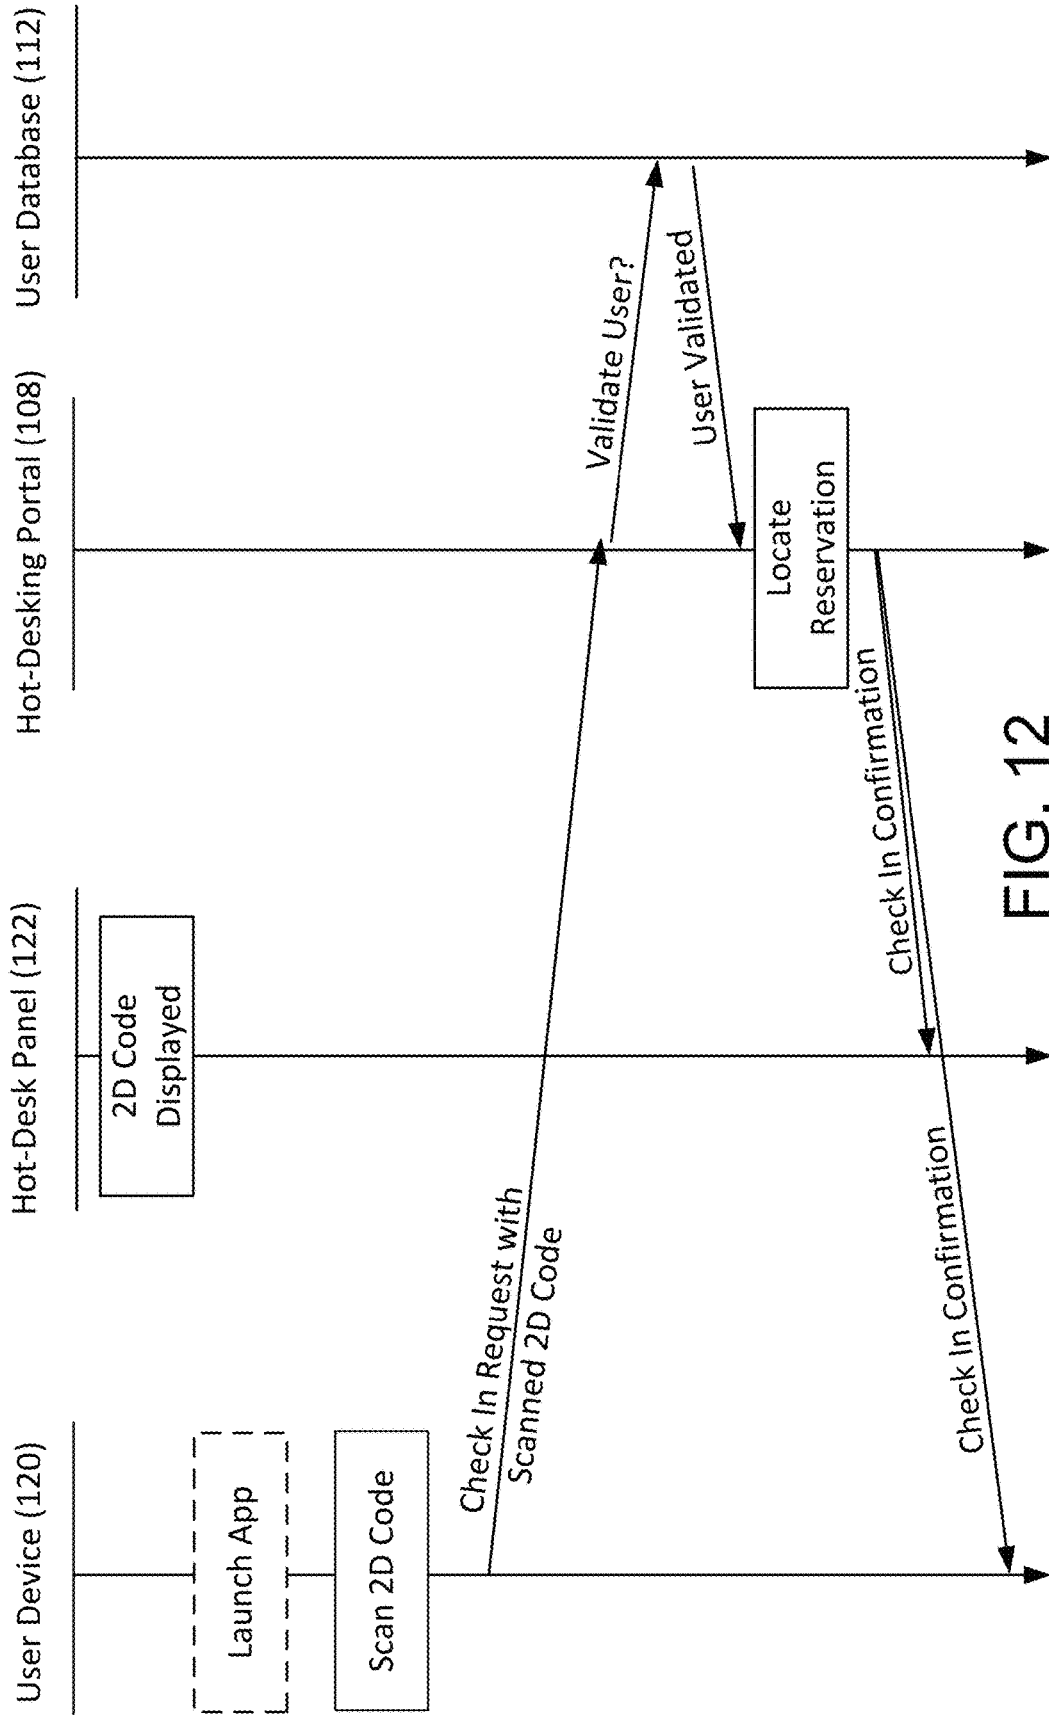 User Device (120)
Hot-Desk Panel (122)
Hot-Desking Portal (108)
User Database (112)
2D Code
Displayed
Launch App
Scan 2D Code
Check In Request with
Scanned 2D Code
Validate User?
User Validated
Locate
Reservation
Check In Confirmation
Check In Confirmation
FIG. 12